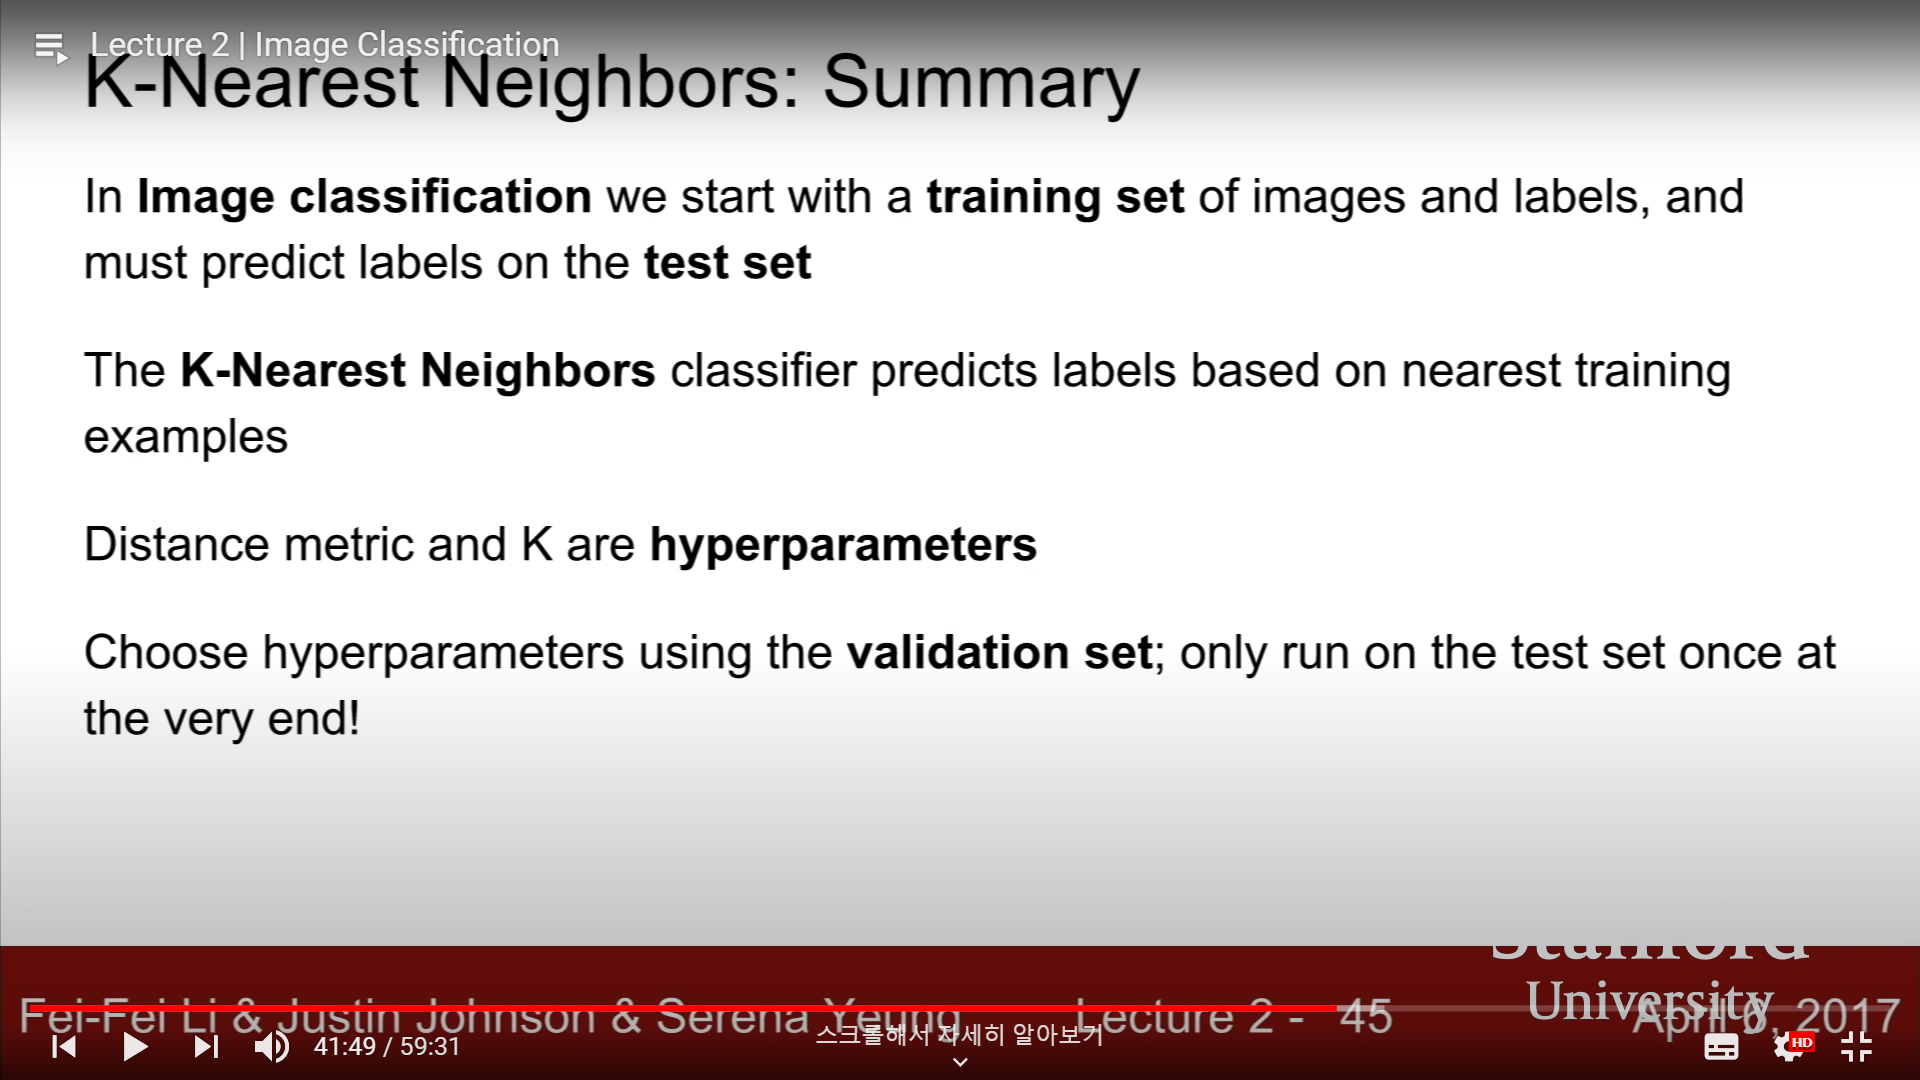 Lecture 2 | Image Classification
K-Nearest Neighbors: Summary
In Image classification we start with a training set of images and labels, and
must predict labels on the test set
The K-Nearest Neighbors classifier predicts labels based on nearest training
examples
Distance metric and K are hyperparameters
Choose hyperparameters using the validation set; only run on the test set once at
the very end!
Stanford
University
Fei-Fei Li & Justin Johnson & Serena Yeung
Lecture 2 - 45
April 6, 2017
스크롤해서 자세히 알아보기
41:49 / 59:31
HD